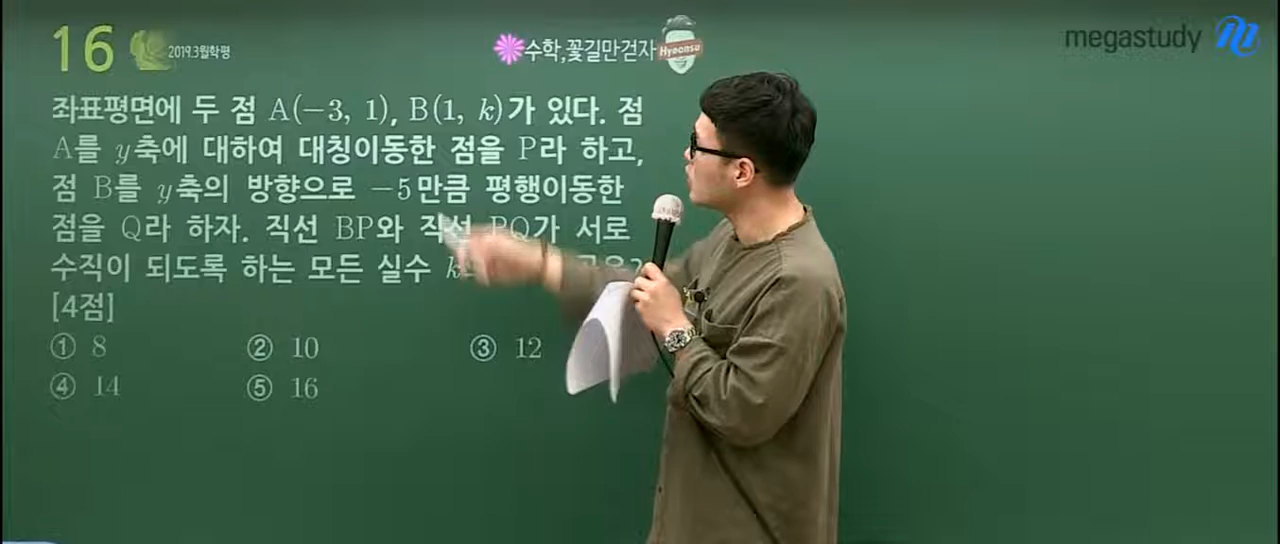 16 2019.3월학평
수학,꽃길만걷자 Hyeonsu
megastudy
좌표평면에 두 점 A(−3, 1), B(1, k)가 있다. 점
A를 y축에 대하여 대칭이동한 점을 P라 하고,
점 B를 y축의 방향으로 −5만큼 평행이동한
점을 Q라 하자. 직선 BP와 직선 PQ가 서로
수직이 되도록 하는 모든 실수 k
[4점]
① 8 ② 10 ③ 12
④ 14 ⑤ 16